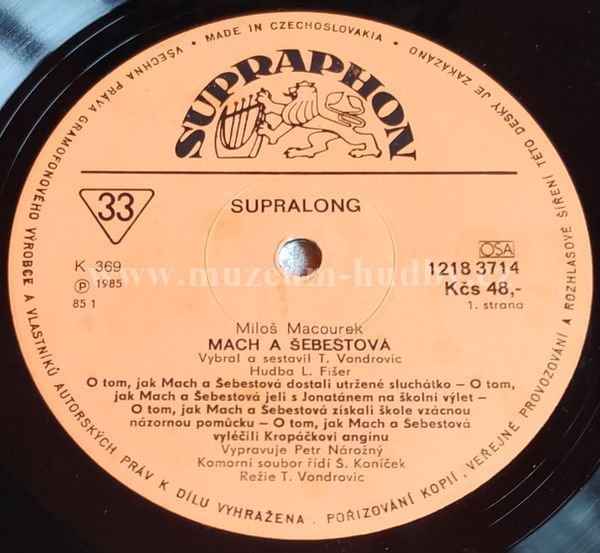 VŠECHNA PRÁVA GRAMOFONOVÉHO VÝROBCE A VLASTNÍKŮ AUTORSKÝCH PRÁV K DÍLU VYHRAŽENA · POŘIZOVÁNÍ KOPIÍ, VEŘEJNÉ PROVOZOVÁNÍ A ROZHLASOVÉ ŠÍŘENÍ TÉTO DESKY JE ZAKÁZÁNO • MADE IN CZECHOSLOVAKIA •
SUPRAPHON
33
SUPRALONG
K 369
Ⓟ 1985
85 1
OSA
1218 3714
Kčs 48,-
1. strana
www.muzeum-hudby.cz
Miloš Macourek
MACH A ŠEBESTOVÁ
Vybral a sestavil T. Vondrovic
Hudba L. Fišer
O tom, jak Mach a Šebestová dostali utržené sluchátko – O tom,
jak Mach a Šebestová jeli s Jonatánem na školní výlet –
O tom, jak Mach a Šebestová získali škole vzácnou
názornou pomůcku – O tom, jak Mach a Šebestová
vyléčili Kropáčkovi angínu
Vypravuje Petr Nárožný
Komorní soubor řídí Š. Koníček
Režie T. Vondrovic